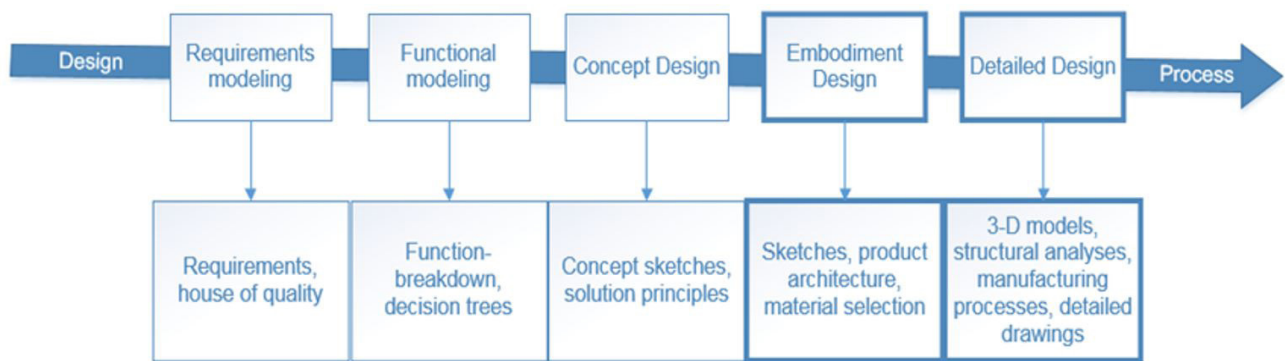 Design
Requirements
modeling
Functional
modeling
Concept Design
Embodiment
Design
Detailed Design
Process
Requirements,
house of quality
Function-
breakdown,
decision trees
Concept sketches,
solution principles
Sketches, product
architecture,
material selection
3-D models,
structural analyses,
manufacturing
processes, detailed
drawings